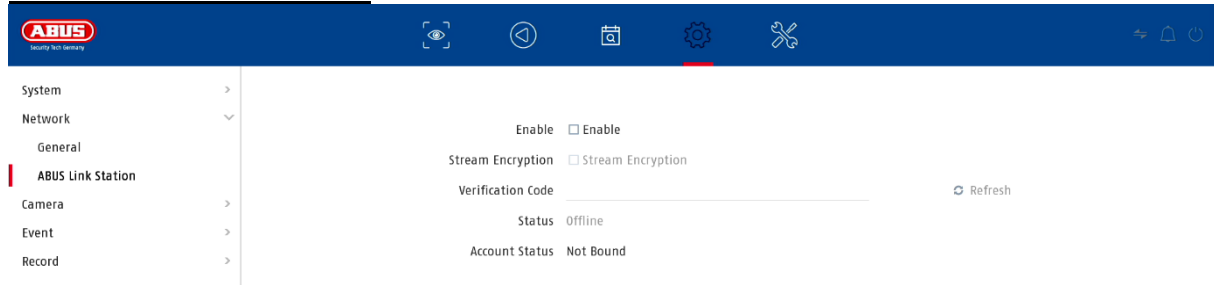 ABUS
Security Tech Germany
System
Network
General
ABUS Link Station
Camera
Event
Record
Enable Enable
Stream Encryption Stream Encryption
Verification Code Refresh
Status Offline
Account Status Not Bound